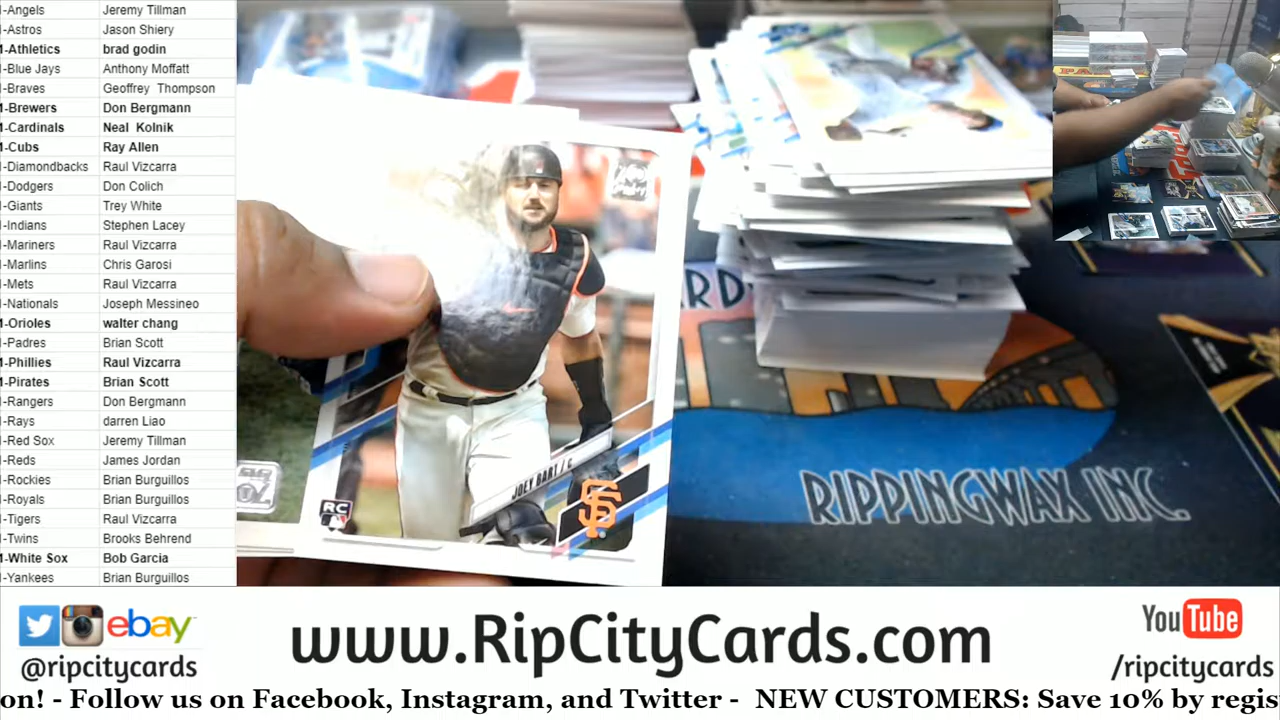 -Angels Jeremy Tillman
-Astros Jason Shiery
-Athletics brad godin
-Blue Jays Anthony Moffatt
-Braves Geoffrey Thompson
-Brewers Don Bergmann
-Cardinals Neal Kolnik
-Cubs Ray Allen
-Diamondbacks Raul Vizcarra
-Dodgers Don Colich
-Giants Trey White
-Indians Stephen Lacey
-Mariners Raul Vizcarra
-Marlins Chris Garosi
-Mets Raul Vizcarra
-Nationals Joseph Messineo
-Orioles walter chang
-Padres Brian Scott
-Phillies Raul Vizcarra
-Pirates Brian Scott
-Rangers Don Bergmann
-Rays darren Liao
-Red Sox Jeremy Tillman
-Reds James Jordan
-Rockies Brian Burguillos
-Royals Brian Burguillos
-Tigers Raul Vizcarra
-Twins Brooks Behrend
-White Sox Bob Garcia
-Yankees Brian Burguillos
JOEY BART / C
RC
SF
RIPPINGWAX INC.
ebay
@ripcitycards
www.RipCityCards.com
YouTube
/ripcitycards
on! - Follow us on Facebook, Instagram, and Twitter - NEW CUSTOMERS: Save 10% by regis